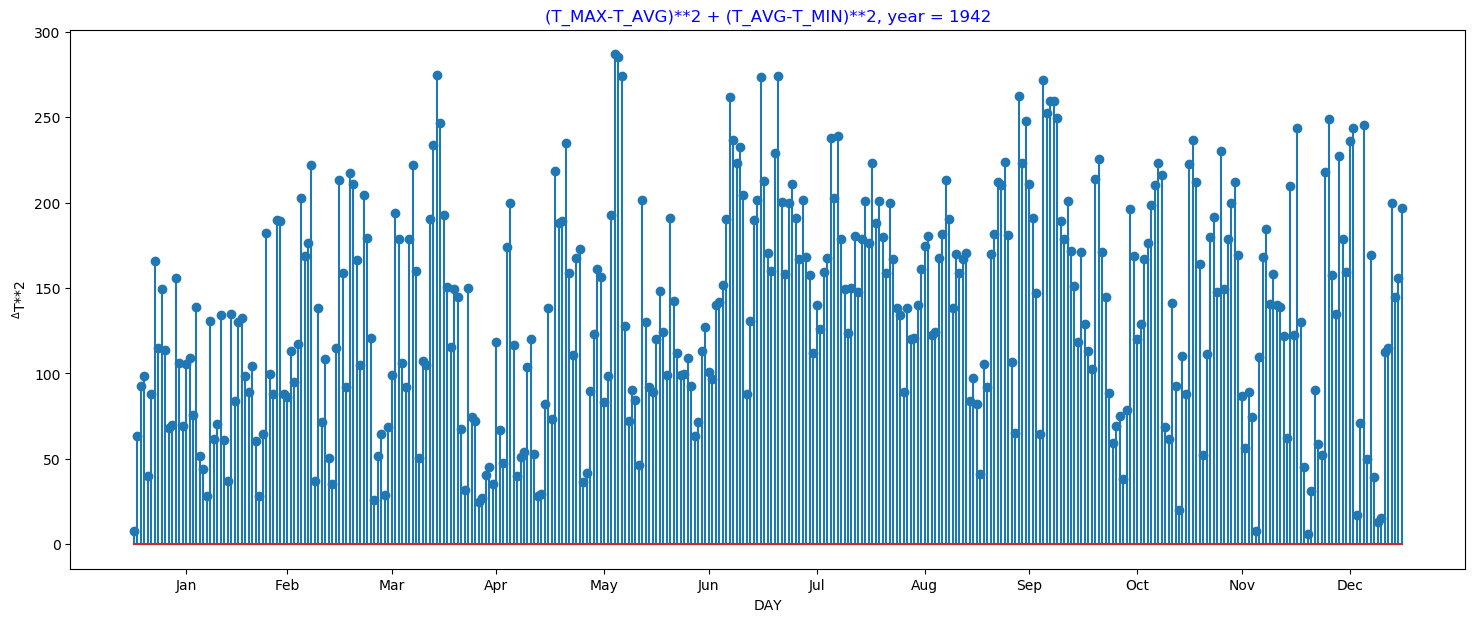 (T_MAX-T_AVG)**2 + (T_AVG-T_MIN)**2, year = 1942
300
250
200
150
100
50
0
ΔT**2
Jan Feb Mar Apr May Jun Jul Aug Sep Oct Nov Dec
DAY